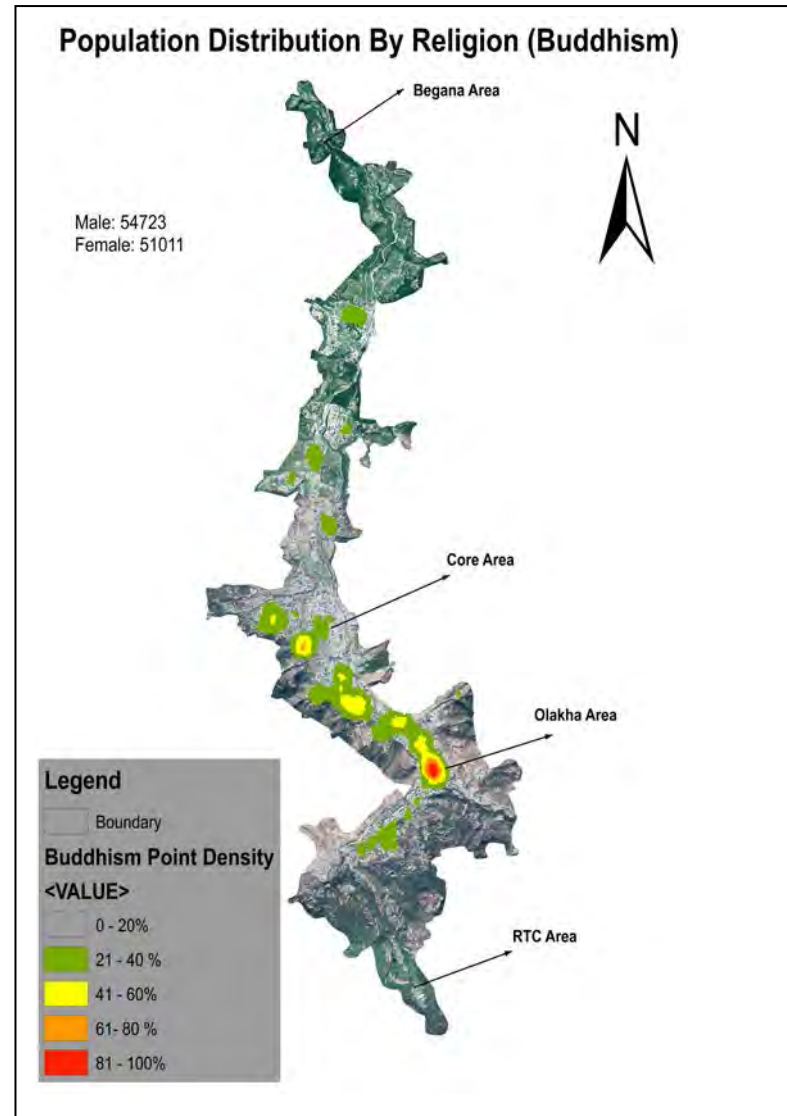 Population Distribution By Religion (Buddhism)
Begana Area
N
Male: 54723
Female: 51011
Core Area
Olakha Area
Legend
Boundary
Buddhism Point Density
<VALUE>
0 - 20%
21 - 40 %
41 - 60%
61- 80 %
81 - 100%
RTC Area